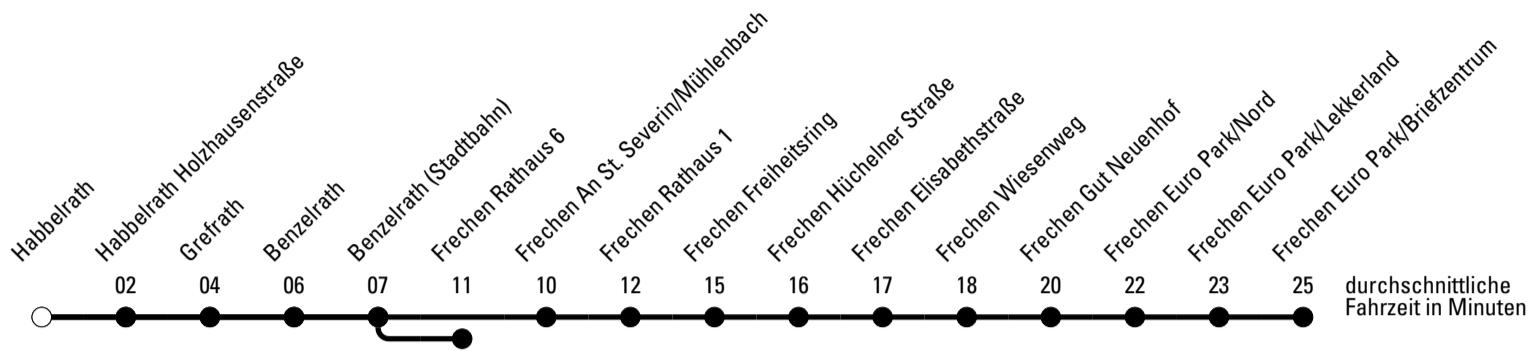 Habbelrath
Habbelrath Holzhausenstraße
Grefrath
Benzelrath
Benzelrath (Stadtbahn)
Frechen Rathaus 6
Frechen An St. Severin/Mühlenbach
Frechen Rathaus 1
Frechen Freiheitsring
Frechen Hüchelner Straße
Frechen Elisabethstraße
Frechen Wiesenweg
Frechen Gut Neuenhof
Frechen Euro Park/Nord
Frechen Euro Park/Lekkerland
Frechen Euro Park/Briefzentrum
02 04 06 07 11 10 12 15 16 17 18 20 22 23 25
durchschnittliche
Fahrzeit in Minuten